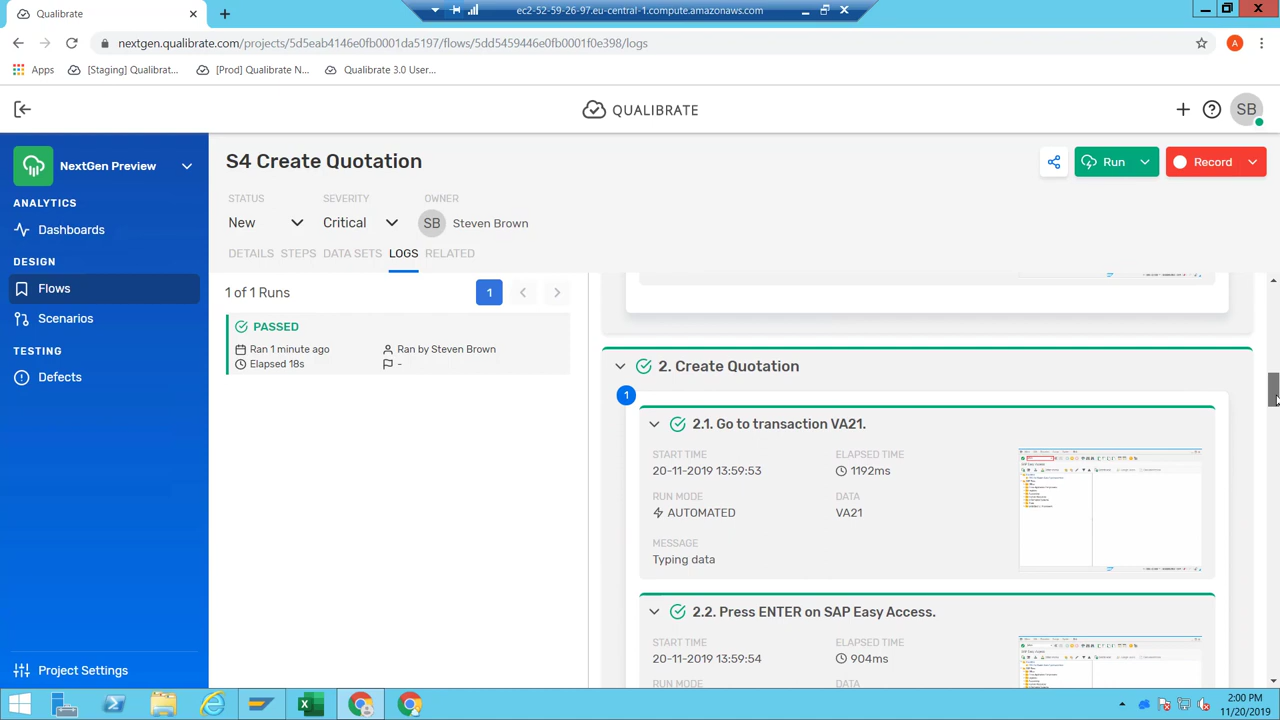 Qualibrate
ec2-52-59-26-97.eu-central-1.compute.amazonaws.com
nextgen.qualibrate.com/projects/5d5eab4146e0fb0001da5197/flows/5dd5459446e0fb0001f0e398/logs
A
Apps
[Staging] Qualibrat...
[Prod] Qualibrate N...
Qualibrate 3.0 User...
QUALIBRATE
SB
NextGen Preview
ANALYTICS
Dashboards
DESIGN
Flows
Scenarios
TESTING
Defects
Project Settings
S4 Create Quotation
Run
Record
STATUS
SEVERITY
OWNER
New
Critical
SB
Steven Brown
DETAILS
STEPS
DATA SETS
LOGS
RELATED
1 of 1 Runs
1
PASSED
Ran 1 minute ago
Ran by Steven Brown
Elapsed 18s
-
2. Create Quotation
1
2.1. Go to transaction VA21.
START TIME
ELAPSED TIME
20-11-2019 13:59:53
1192ms
RUN MODE
DATA
AUTOMATED
VA21
MESSAGE
Typing data
2.2. Press ENTER on SAP Easy Access.
START TIME
ELAPSED TIME
20-11-2019 13:59:54
904ms
RUN MODE
DATA
2:00 PM
11/20/2019